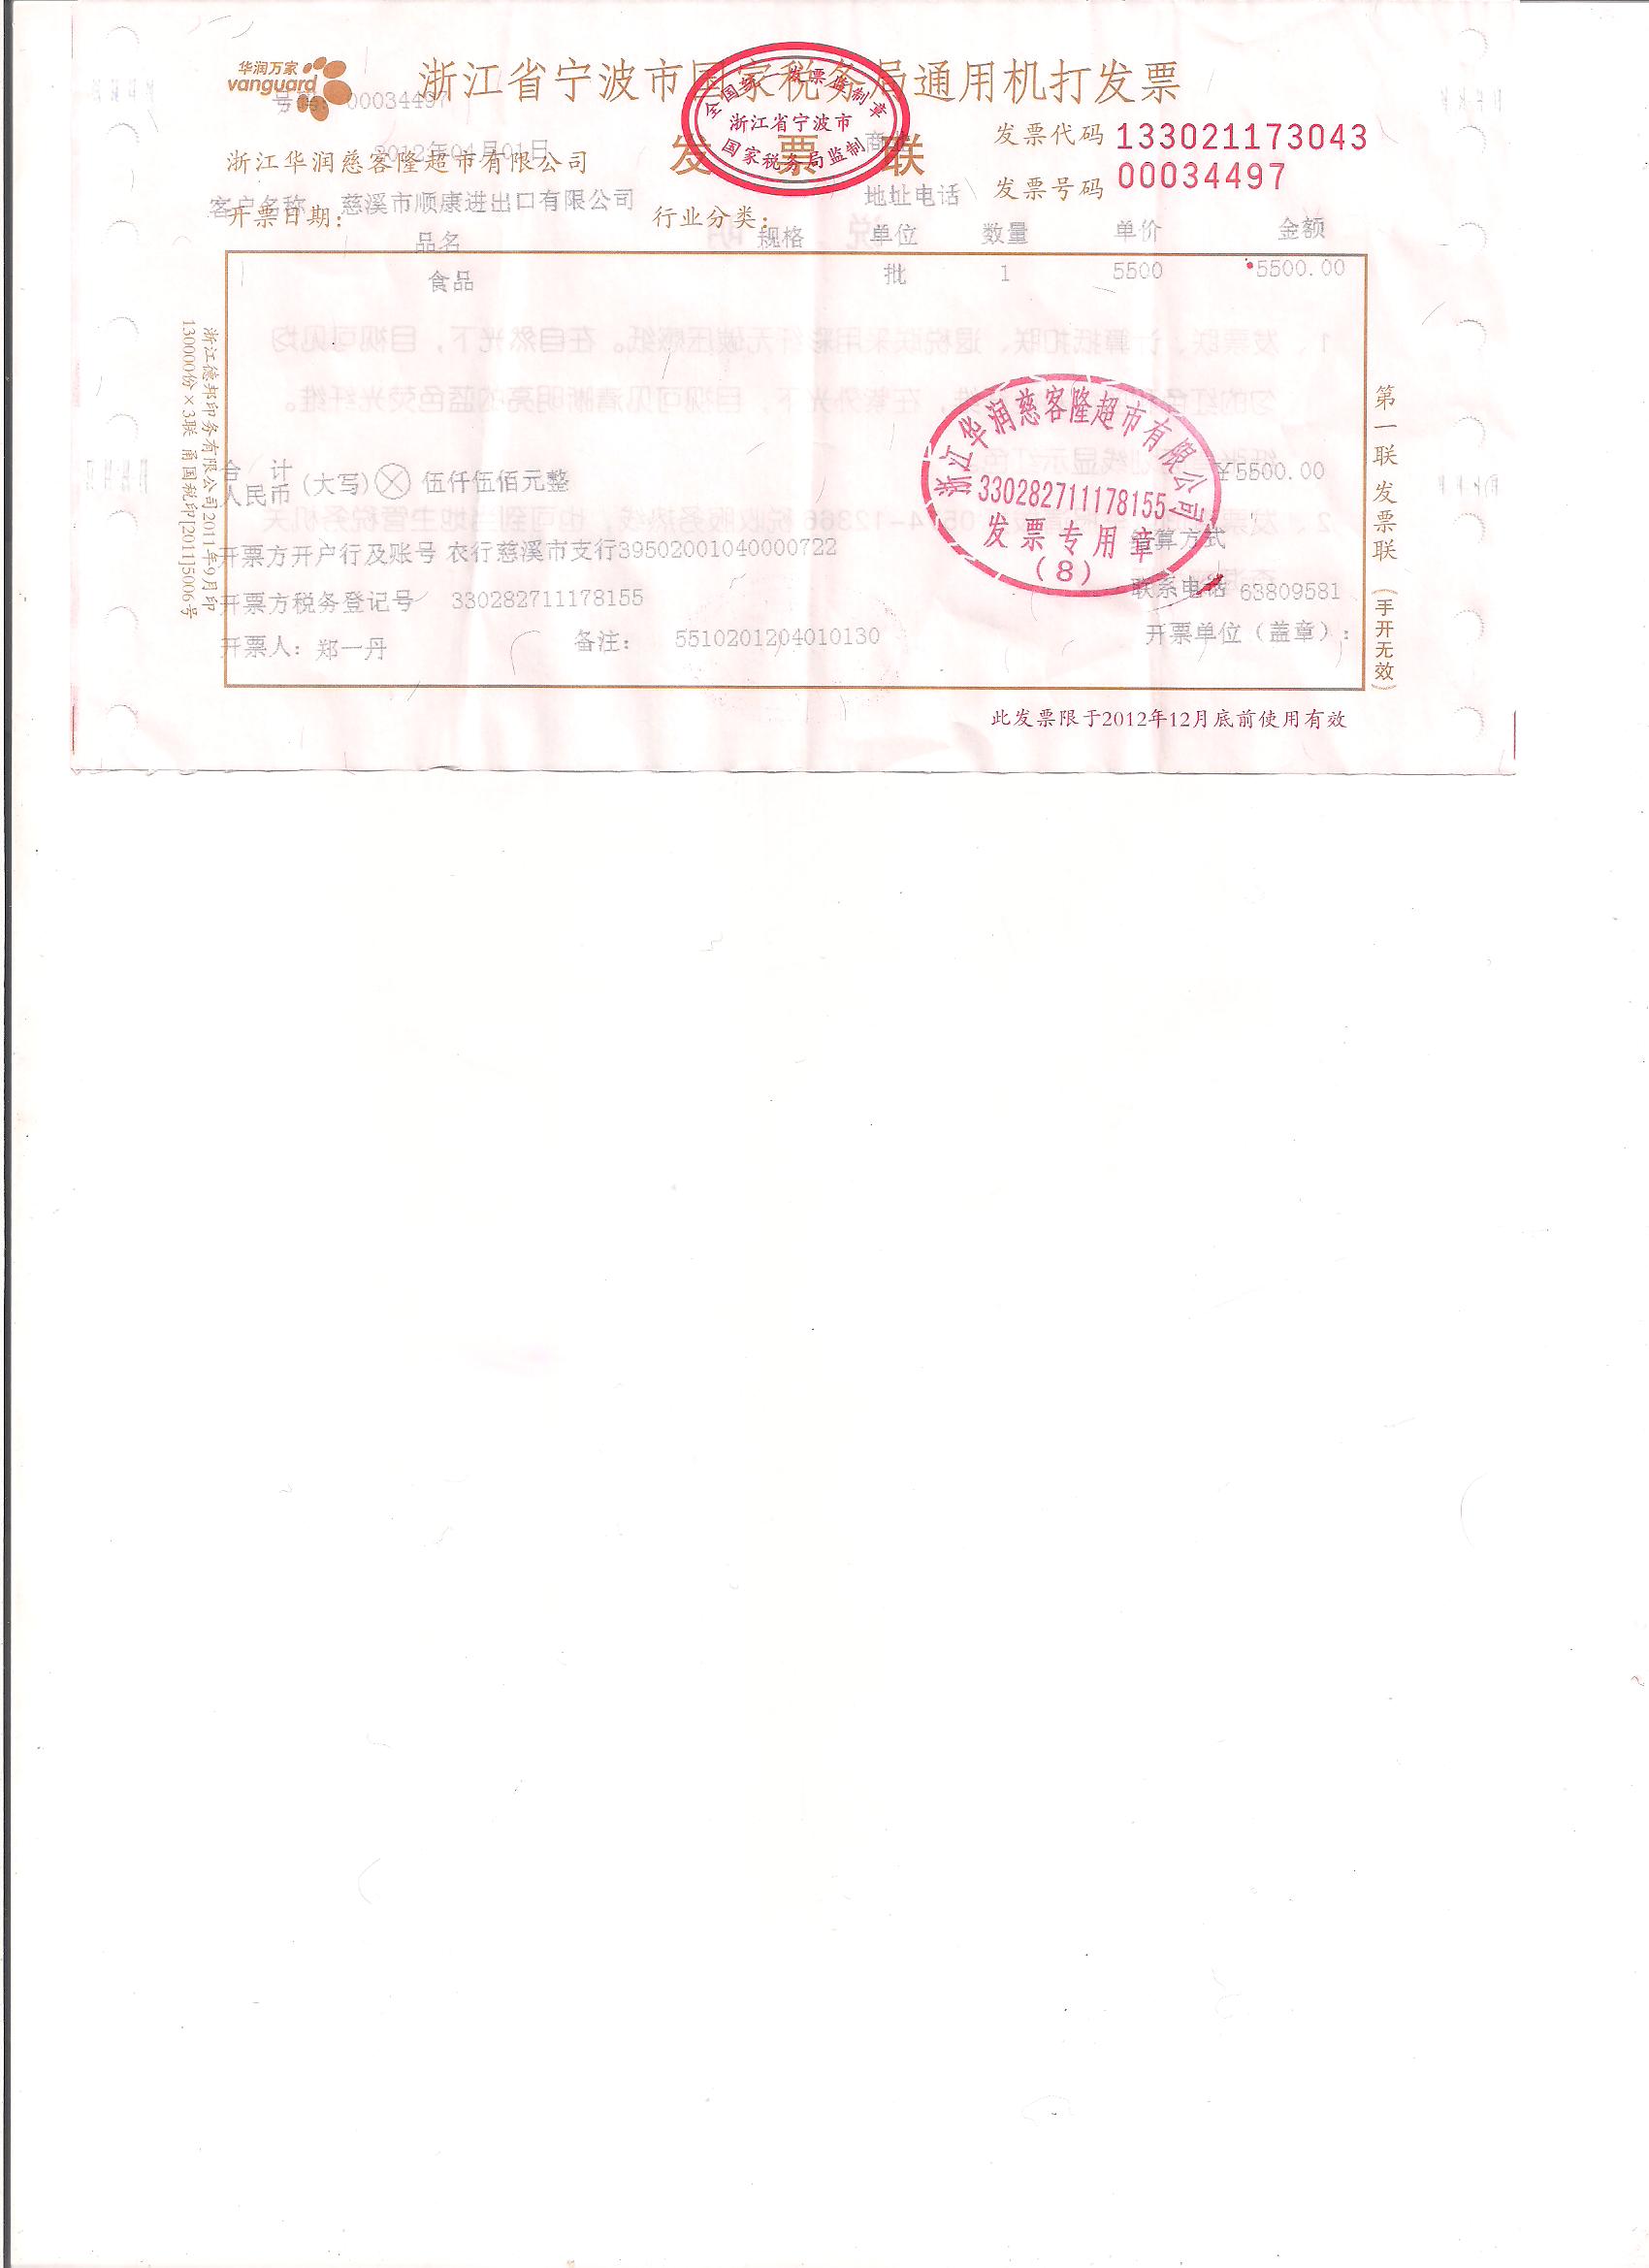 华润万家
vanguard
浙江省宁波市国家税务局通用机打发票
号码: 00034497
全国统一发票监制章
浙江省宁波市
国家税务局监制
发票联
发票代码 133021173043
2012年04月01日
浙江华润慈客隆超市有限公司
发票号码 00034497
客户名称 慈溪市顺康进出口有限公司
地址电话
开票日期:
行业分类:
品名 规格 单位 数量 单价 金额
食品 批 1 5500 5500.00
合计
人民币 (大写) ⊗ 伍仟伍佰元整 ¥5500.00
浙江华润慈客隆超市有限公司
330282711178155
发票专用章
(8)
开票方开户行及账号 农行慈溪市支行39502001040000722 结算方式
开票方税务登记号 330282711178155 联系电话 63809581
开票人: 郑一丹 备注: 5510201204010130 开票单位(盖章):
此发票限于2012年12月底前使用有效
浙江德邦印务有限公司2011年9月印
130000份×3联 甬国税印[2011]5006号
第一联 发票联 (手开无效)